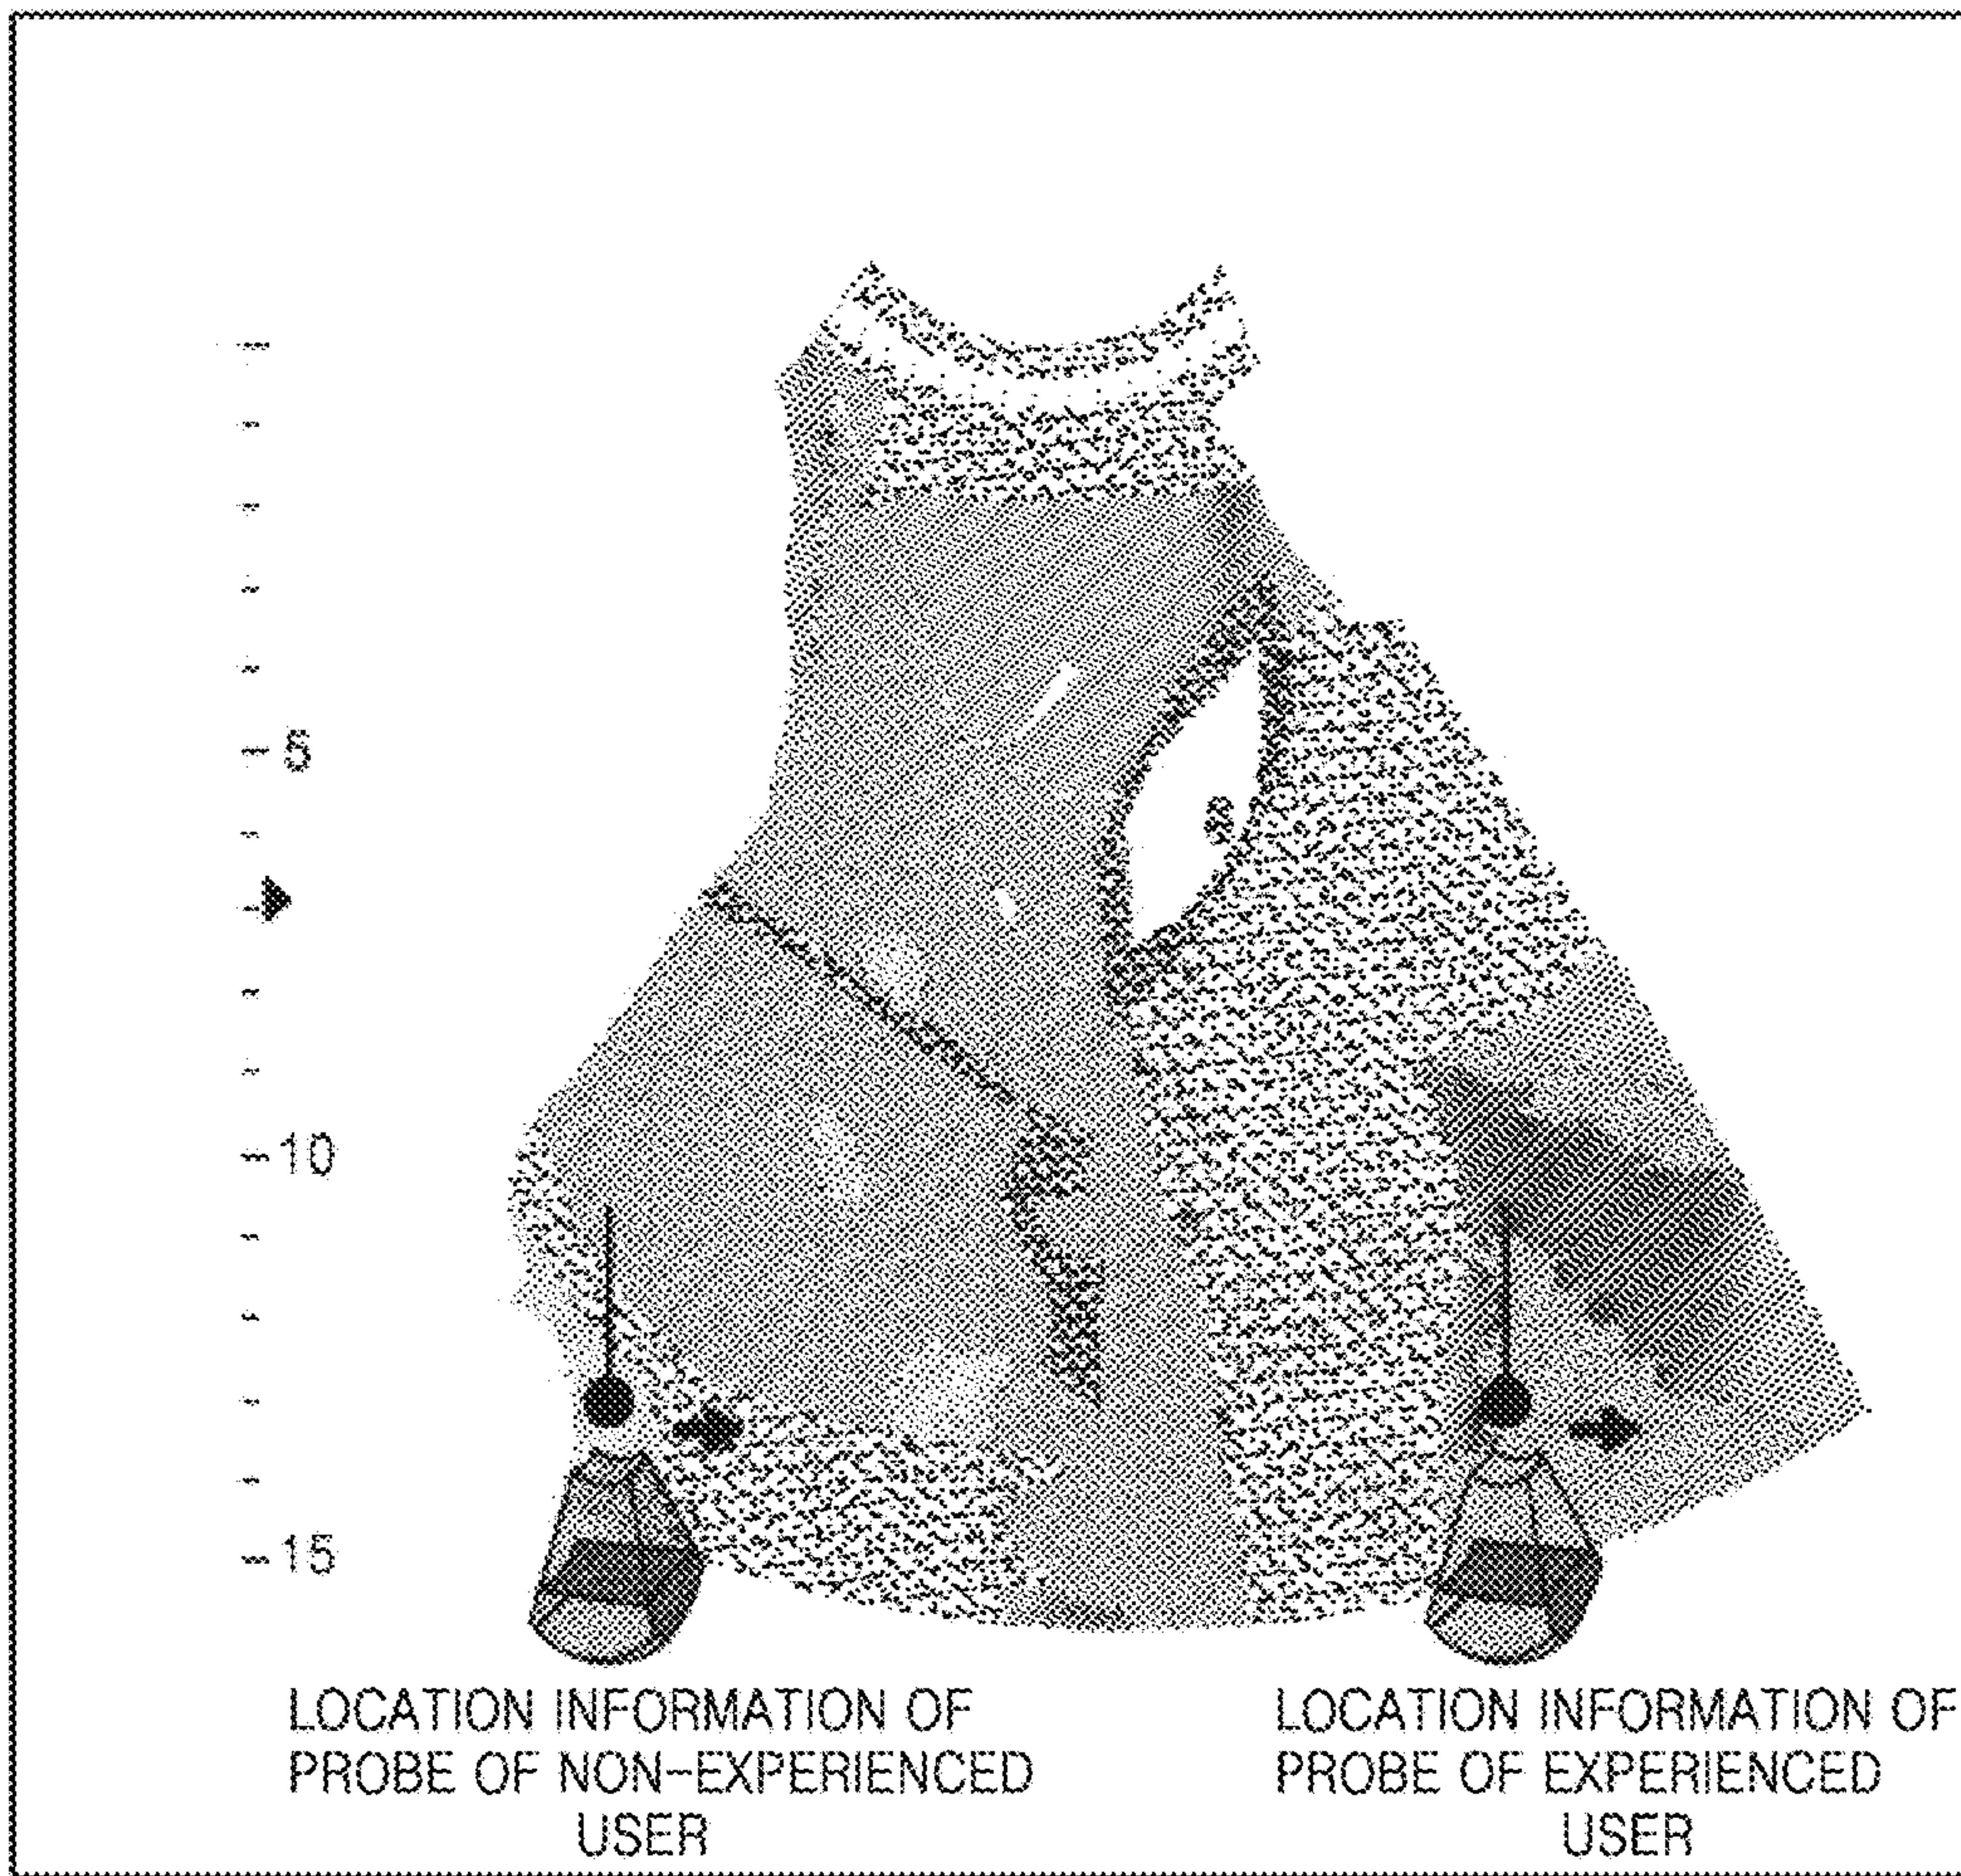 5
10
15
LOCATION INFORMATION OF
PROBE OF NON-EXPERIENCED
USER
LOCATION INFORMATION OF
PROBE OF EXPERIENCED
USER